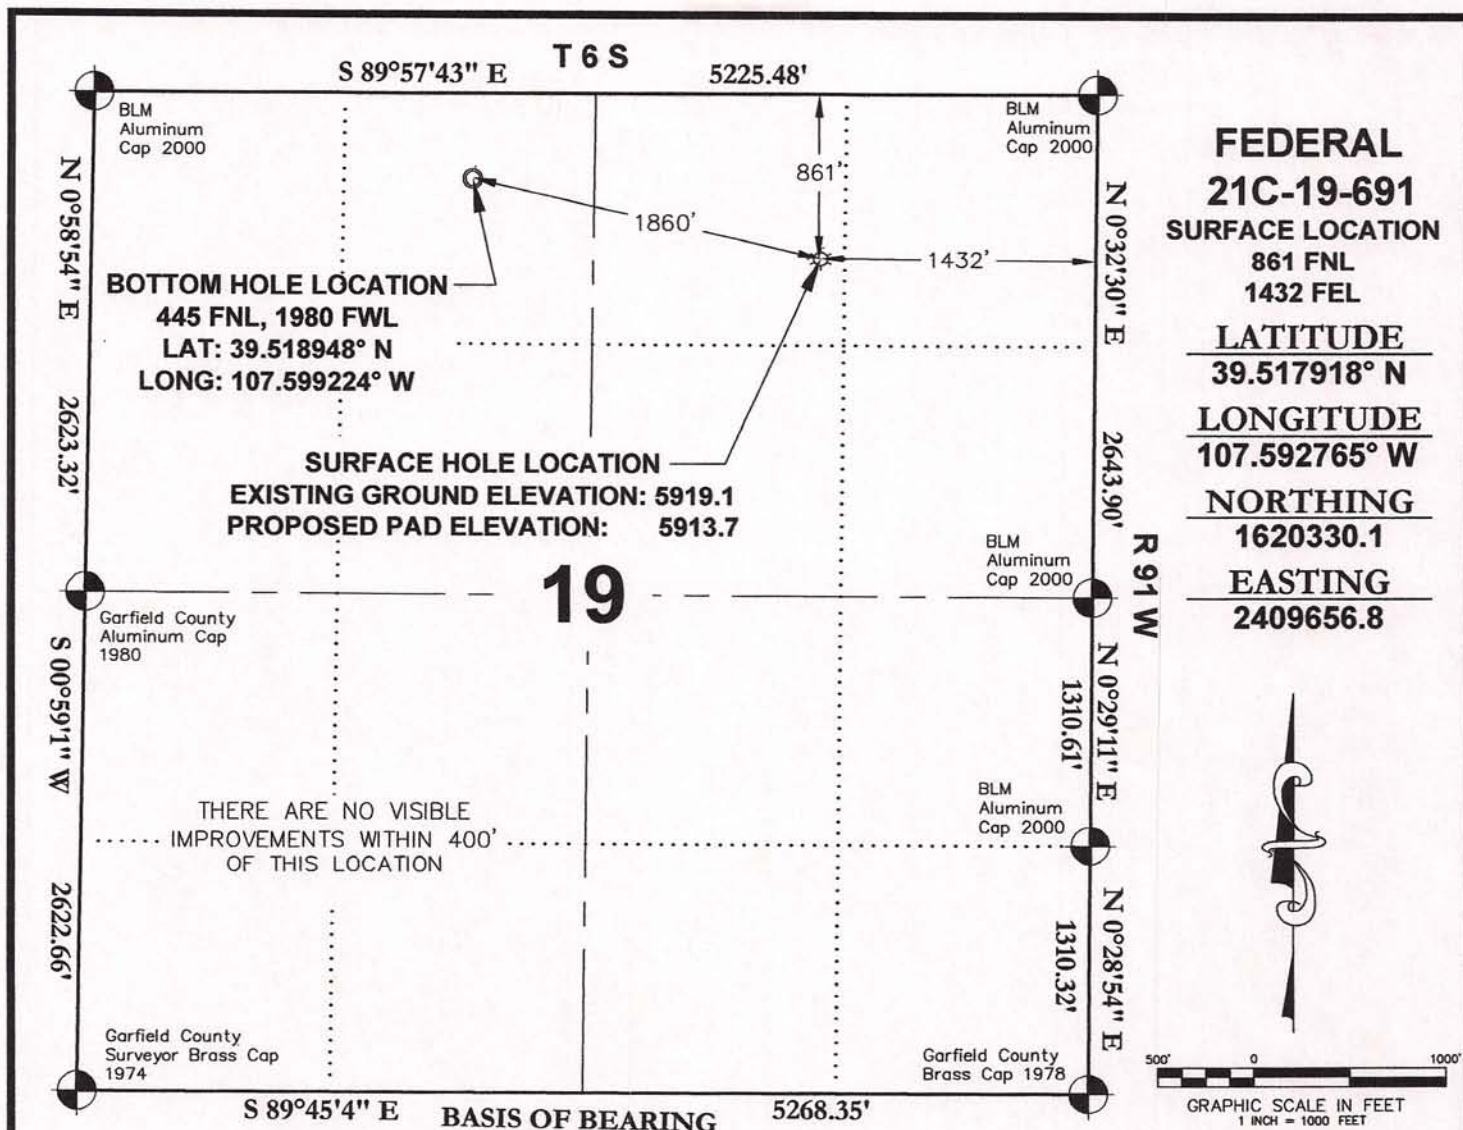 T 6 S
S 89°57'43" E
5225.48'
BLM
Aluminum
Cap 2000
BLM
Aluminum
Cap 2000
861'
1860'
1432'
N 0°58'54" E
2623.32'
N 0°32'30" E
2643.90'
BOTTOM HOLE LOCATION
445 FNL, 1980 FWL
LAT: 39.518948° N
LONG: 107.599224° W
SURFACE HOLE LOCATION
EXISTING GROUND ELEVATION: 5919.1
PROPOSED PAD ELEVATION: 5913.7
19
BLM
Aluminum
Cap 2000
R 91 W
Garfield County
Aluminum Cap
1980
S 00°59'1" W
2622.66'
N 0°29'11" E
1310.61'
BLM
Aluminum
Cap 2000
THERE ARE NO VISIBLE
IMPROVEMENTS WITHIN 400'
OF THIS LOCATION
N 0°28'54" E
1310.32'
Garfield County
Surveyor Brass Cap
1974
Garfield County
Brass Cap 1978
S 89°45'4" E
BASIS OF BEARING
5268.35'
FEDERAL
21C-19-691
SURFACE LOCATION
861 FNL
1432 FEL
LATITUDE
39.517918° N
LONGITUDE
107.592765° W
NORTHING
1620330.1
EASTING
2409656.8
500' 0 1000'
GRAPHIC SCALE IN FEET
1 INCH = 1000 FEET